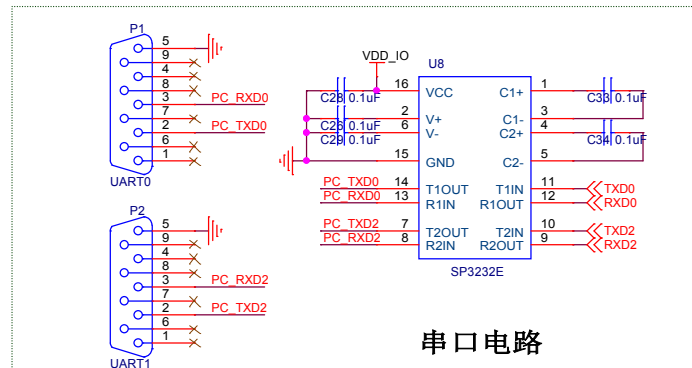 P1
5
9
4
8
3 PC_RXD0
7
2 PC_TXD0
6
1
UART0
P2
5
9
4
8
3 PC_RXD2
7
2 PC_TXD2
6
1
UART1
VDD_IO
U8
C28 0.1uF 16 VCC C1+ 1 C33 0.1uF
C26 0.1uF 2 V+ C1- 3
C29 0.1uF 6 V- C2+ 4 C34 0.1uF
15 GND C2- 5
PC_TXD0 14 T1OUT T1IN 11 TXD0
PC_RXD0 13 R1IN R1OUT 12 RXD0
PC_TXD2 7 T2OUT T2IN 10 TXD2
PC_RXD2 8 R2IN R2OUT 9 RXD2
SP3232E
串口电路